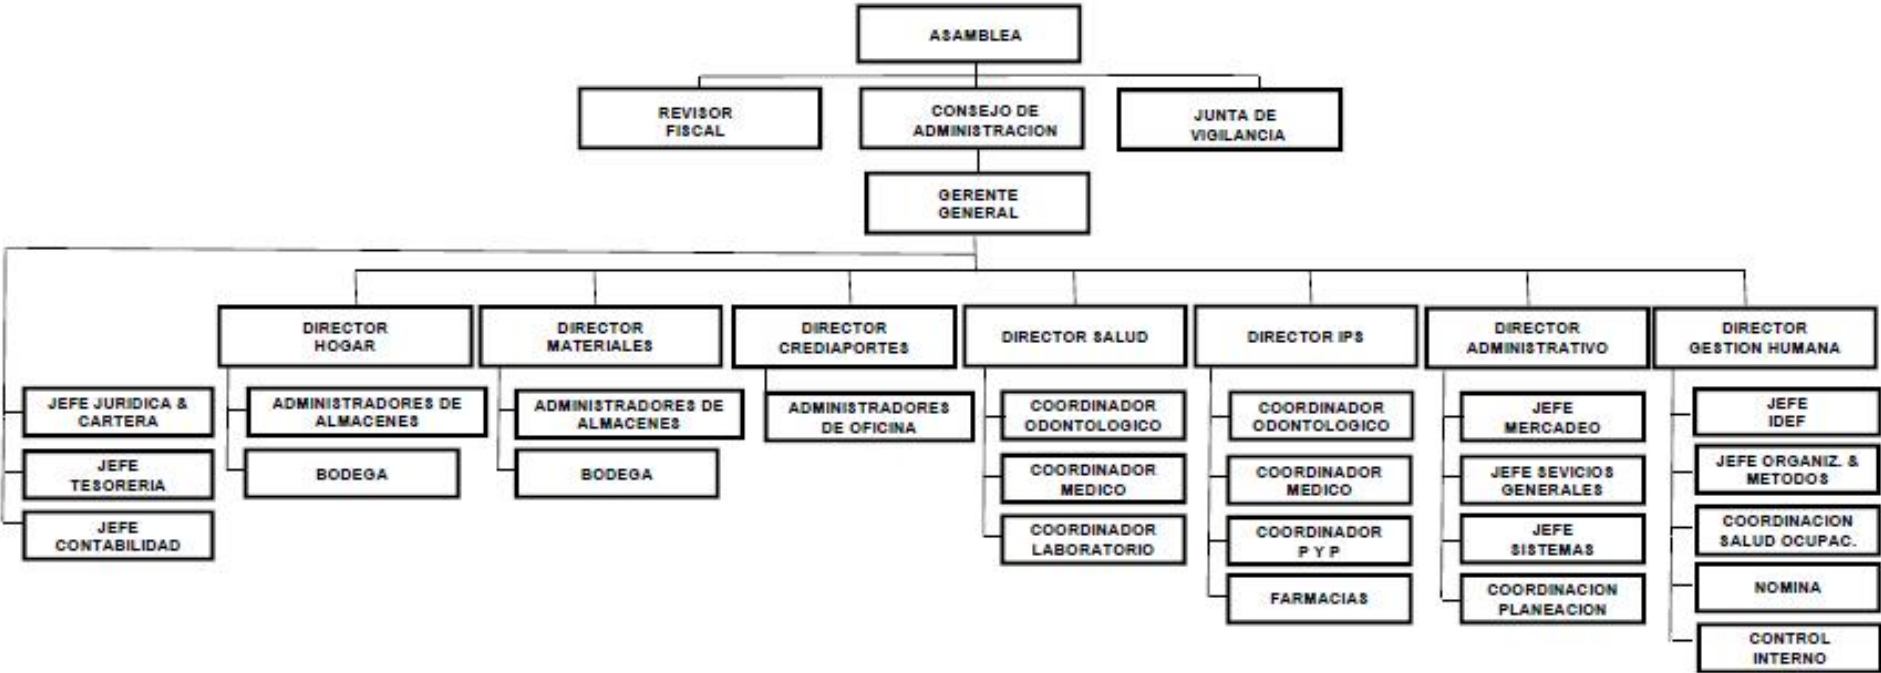 ASAMBLEA
REVISOR
FISCAL
CONSEJO DE
ADMINISTRACION
JUNTA DE
VIGILANCIA
GERENTE
GENERAL
DIRECTOR
HOGAR
DIRECTOR
MATERIALES
DIRECTOR
CREDIAPORTES
DIRECTOR SALUD
DIRECTOR IPS
DIRECTOR
ADMINISTRATIVO
DIRECTOR
GESTION HUMANA
JEFE JURIDICA &
CARTERA
JEFE
TESORERIA
JEFE
CONTABILIDAD
ADMINISTRADORES DE
ALMACENES
BODEGA
ADMINISTRADORES DE
ALMACENES
BODEGA
ADMINISTRADORES
DE OFICINA
COORDINADOR
ODONTOLOGICO
COORDINADOR
MEDICO
COORDINADOR
LABORATORIO
COORDINADOR
ODONTOLOGICO
COORDINADOR
MEDICO
COORDINADOR
P Y P
FARMACIAS
JEFE
MERCADEO
JEFE SEVICIOS
GENERALES
JEFE
SISTEMAS
COORDINACION
PLANEACION
JEFE
IDEF
JEFE ORGANIZ. &
METODOS
COORDINACION
SALUD OCUPAC.
NOMINA
CONTROL
INTERNO